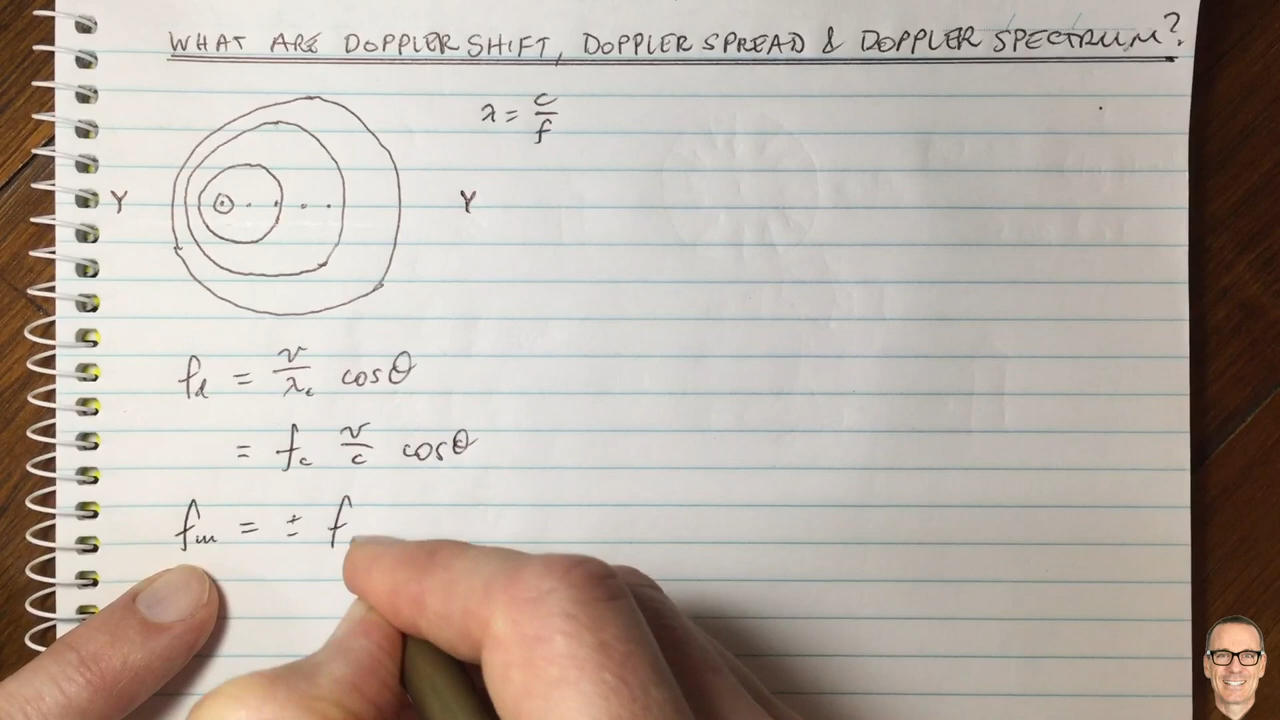 WHAT ARE DOPPLER SHIFT, DOPPLER SPREAD & DOPPLER SPECTRUM?
λ = c/f
Y Y
f_d = v/λ_c cosθ
= f_c v/c cosθ
f_m = ± f